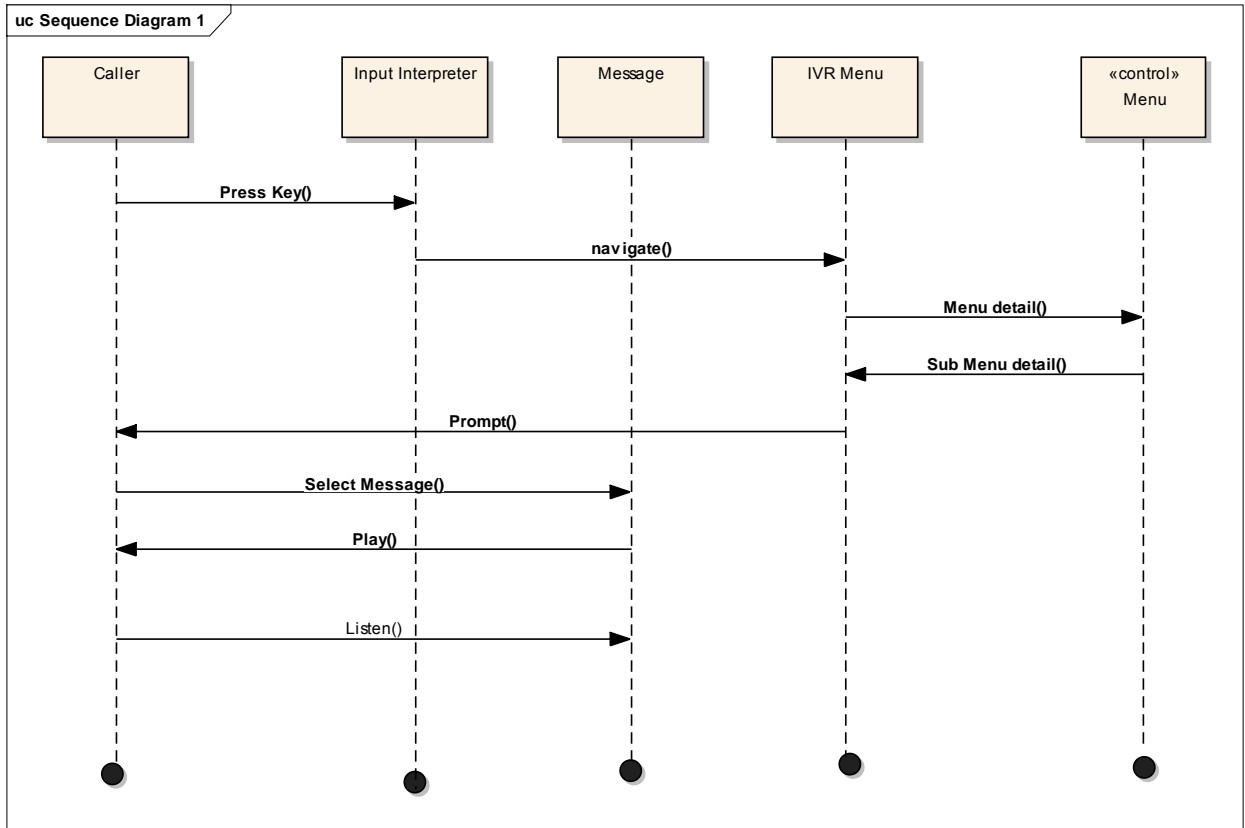 uc Sequence Diagram 1
Caller
Input Interpreter
Message
IVR Menu
«control»
Menu
Press Key()
navigate()
Menu detail()
Sub Menu detail()
Prompt()
Select Message()
Play()
Listen()